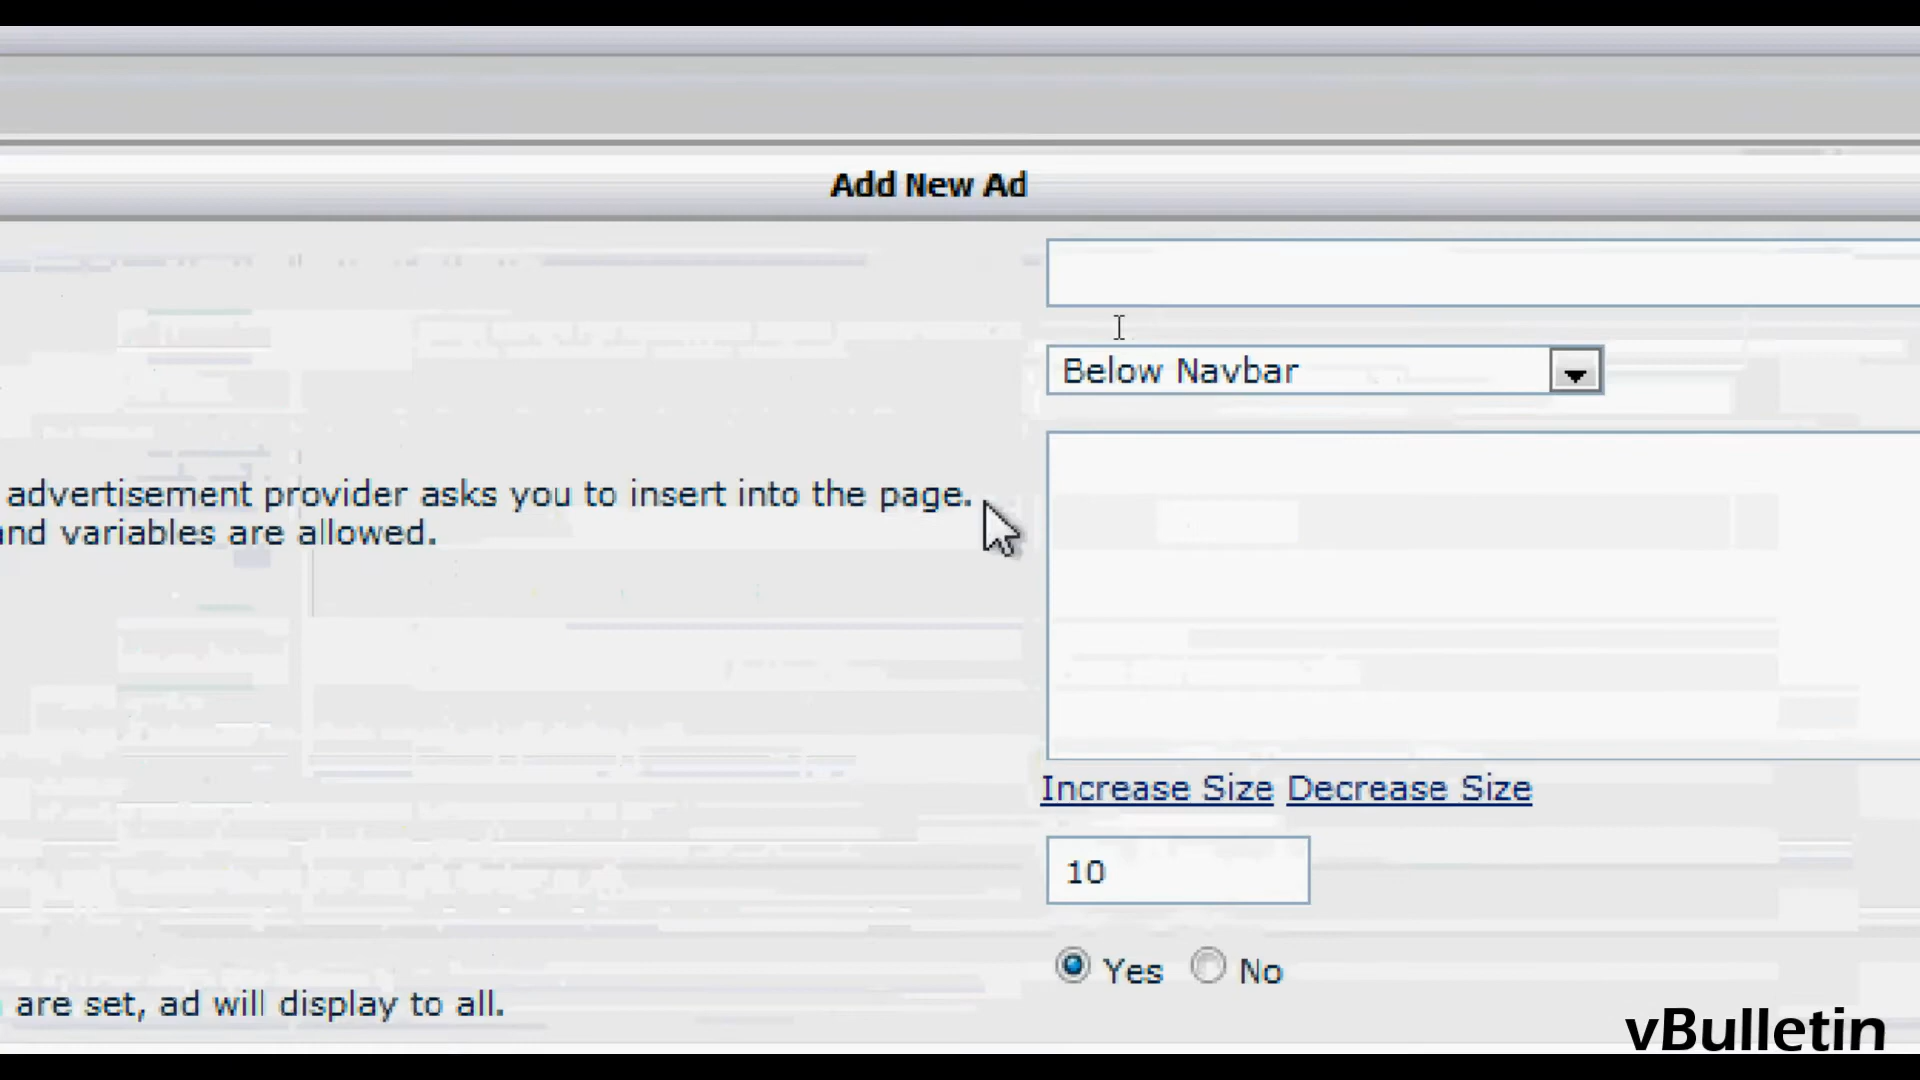 Add New Ad
Below Navbar
advertisement provider asks you to insert into the page.
and variables are allowed.
Increase Size Decrease Size
10
Yes No
are set, ad will display to all.
vBulletin